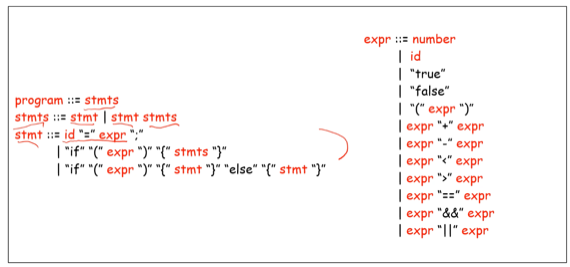 program ::= stmts
stmts ::= stmt | stmt stmts
stmt ::= id “=” expr “;”
| “if” “(” expr “)” “{” stmts “}”
| “if” “(” expr “)” “{” stmt “}” “else” “{” stmt “}”
expr ::= number
| id
| “true”
| “false”
| “(” expr “)”
| expr “+” expr
| expr “-” expr
| expr “<” expr
| expr “>” expr
| expr “==” expr
| expr “&&” expr
| expr “||” expr